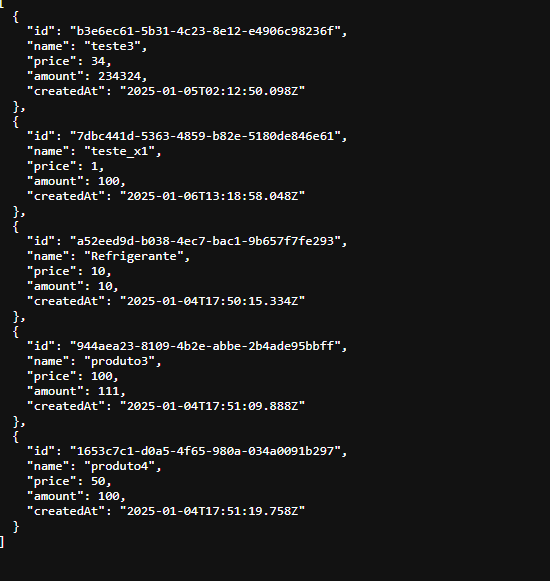 [
{
"id": "b3e6ec61-5b31-4c23-8e12-e4906c98236f",
"name": "teste3",
"price": 34,
"amount": 234324,
"createdAt": "2025-01-05T02:12:50.098Z"
},
{
"id": "7dbc441d-5363-4859-b82e-5180de846e61",
"name": "teste_x1",
"price": 1,
"amount": 100,
"createdAt": "2025-01-06T13:18:58.048Z"
},
{
"id": "a52eed9d-b038-4ec7-bac1-9b657f7fe293",
"name": "Refrigerante",
"price": 10,
"amount": 10,
"createdAt": "2025-01-04T17:50:15.334Z"
},
{
"id": "944aea23-8109-4b2e-abbe-2b4ade95bbff",
"name": "produto3",
"price": 100,
"amount": 111,
"createdAt": "2025-01-04T17:51:09.888Z"
},
{
"id": "1653c7c1-d0a5-4f65-980a-034a0091b297",
"name": "produto4",
"price": 50,
"amount": 100,
"createdAt": "2025-01-04T17:51:19.758Z"
}
]